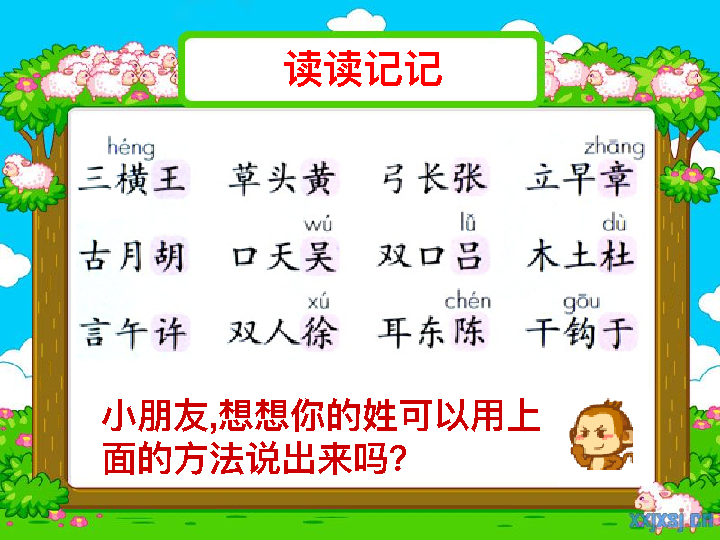 读读记记
héng zhāng
三横王 草头黄 弓长张 立早章
wú lǚ dù
古月胡 口天吴 双口吕 木土杜
xú chén gōu
言午许 双人徐 耳东陈 干钩于
小朋友,想想你的姓可以用上
面的方法说出来吗?
xxjxsj.cn